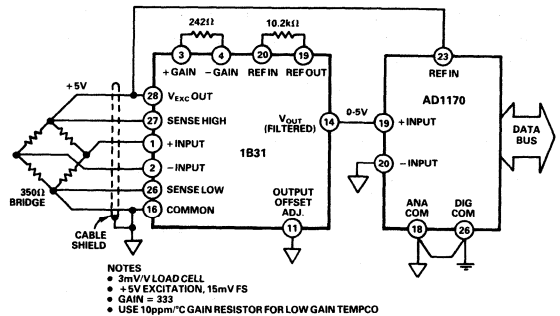 242Ω
10.2kΩ
3
4
20
19
23
+ GAIN
– GAIN
REF IN
REF OUT
REF IN
+5V
28
VEXC OUT
AD1170
27
SENSE HIGH
VOUT
(FILTERED)
14
0-5V
19
+ INPUT
1
+ INPUT
1B31
DATA
BUS
2
– INPUT
20
– INPUT
350Ω
BRIDGE
26
SENSE LOW
16
COMMON
OUTPUT
OFFSET
ADJ.
ANA
COM
DIG
COM
CABLE
SHIELD
11
18
26
NOTES
• 3mV/V LOAD CELL
• +5V EXCITATION, 15mV FS
• GAIN = 333
• USE 10ppm/°C GAIN RESISTOR FOR LOW GAIN TEMPCO